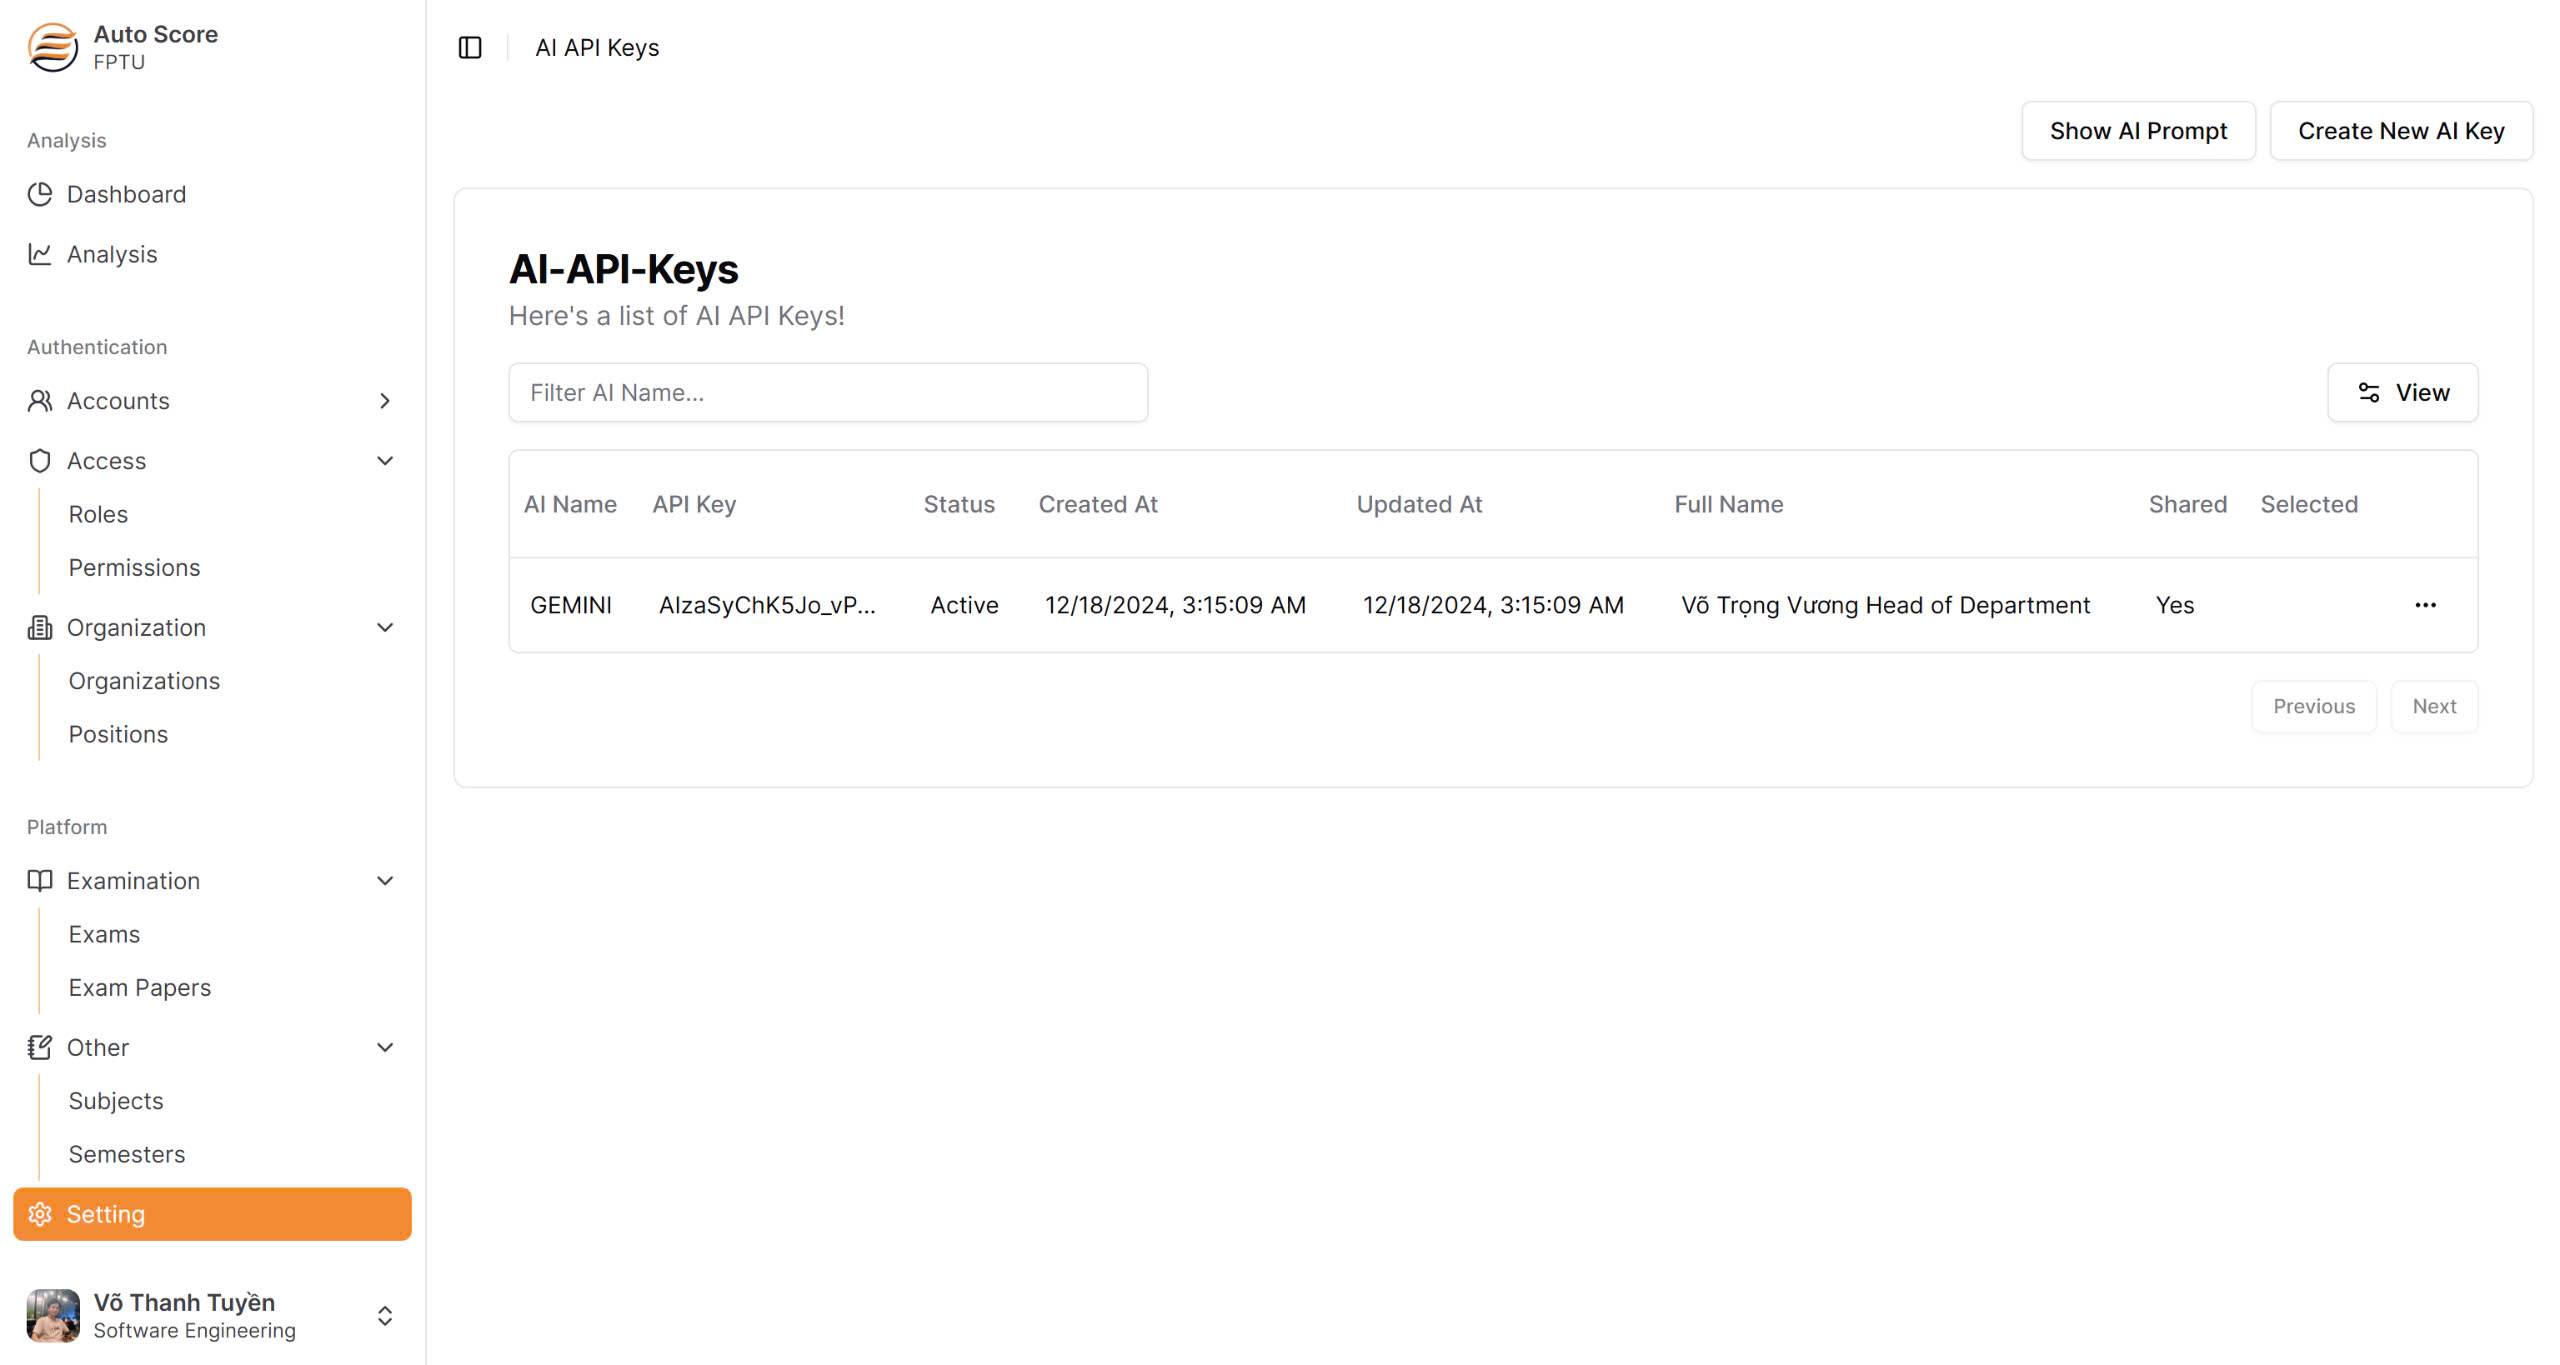 Auto Score
FPTU
Analysis
Dashboard
Analysis
Authentication
Accounts
Access
Roles
Permissions
Organization
Organizations
Positions
Platform
Examination
Exams
Exam Papers
Other
Subjects
Semesters
Setting
Võ Thanh Tuyền
Software Engineering
AI API Keys
Show AI Prompt Create New AI Key
AI-API-Keys
Here's a list of AI API Keys!
Filter AI Name...
View
AI Name API Key Status Created At Updated At Full Name Shared Selected
GEMINI AIzaSyChK5Jo_vP... Active 12/18/2024, 3:15:09 AM 12/18/2024, 3:15:09 AM Võ Trọng Vương Head of Department Yes ...
Previous Next